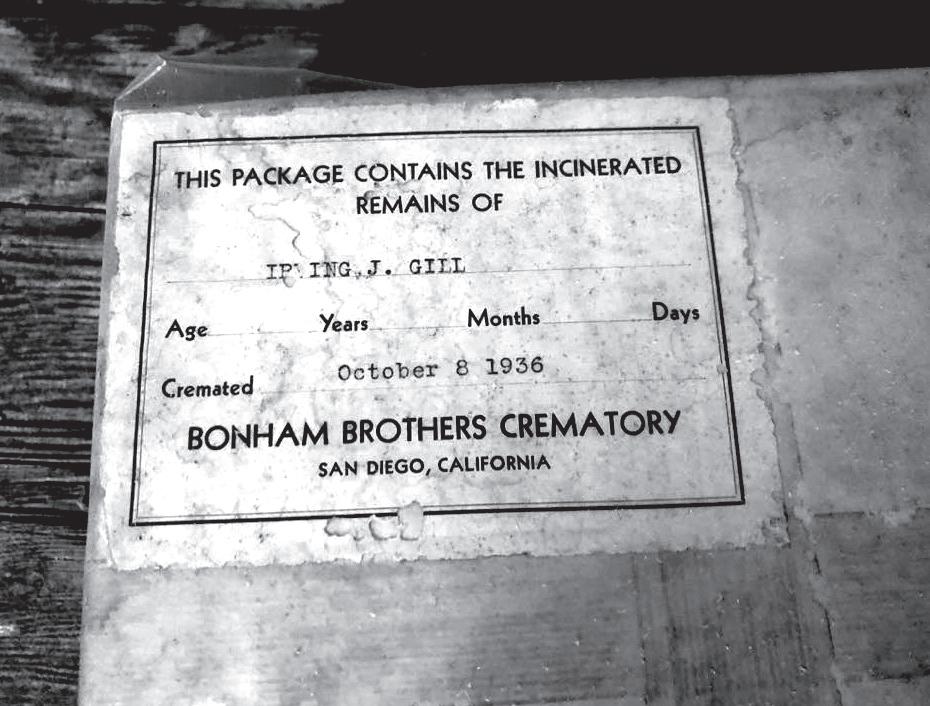 THIS PACKAGE CONTAINS THE INCINERATED
REMAINS OF
IRVING J. GILL
Age Years Months Days
Cremated October 8 1936
BONHAM BROTHERS CREMATORY
SAN DIEGO, CALIFORNIA